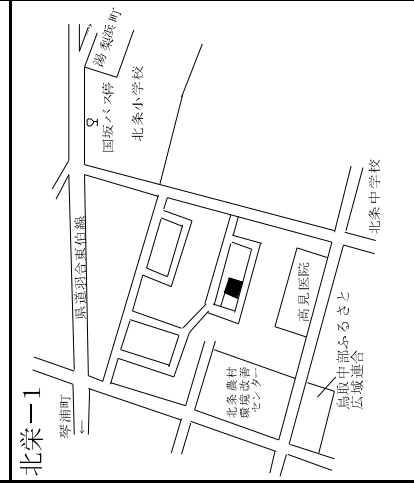 北栄－1
琴浦町
←
県道羽合東伯線
湯梨浜町
国坂バス停
北条小学校
北条農村
環境改善
センター
高見医院
鳥取中部ふるさと
広域連合
北条中学校